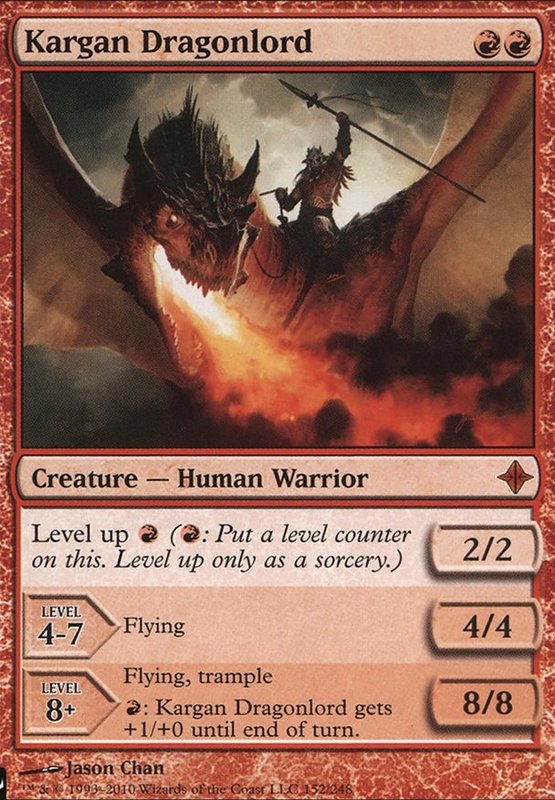 Kargan Dragonlord
Creature — Human Warrior
Level up (: Put a level counter
on this. Level up only as a sorcery.)
2/2
LEVEL
4-7
Flying
4/4
LEVEL
8+
Flying, trample
: Kargan Dragonlord gets
+1/+0 until end of turn.
8/8
Jason Chan
™ & © 1993-2010 Wizards of the Coast LLC 152/248